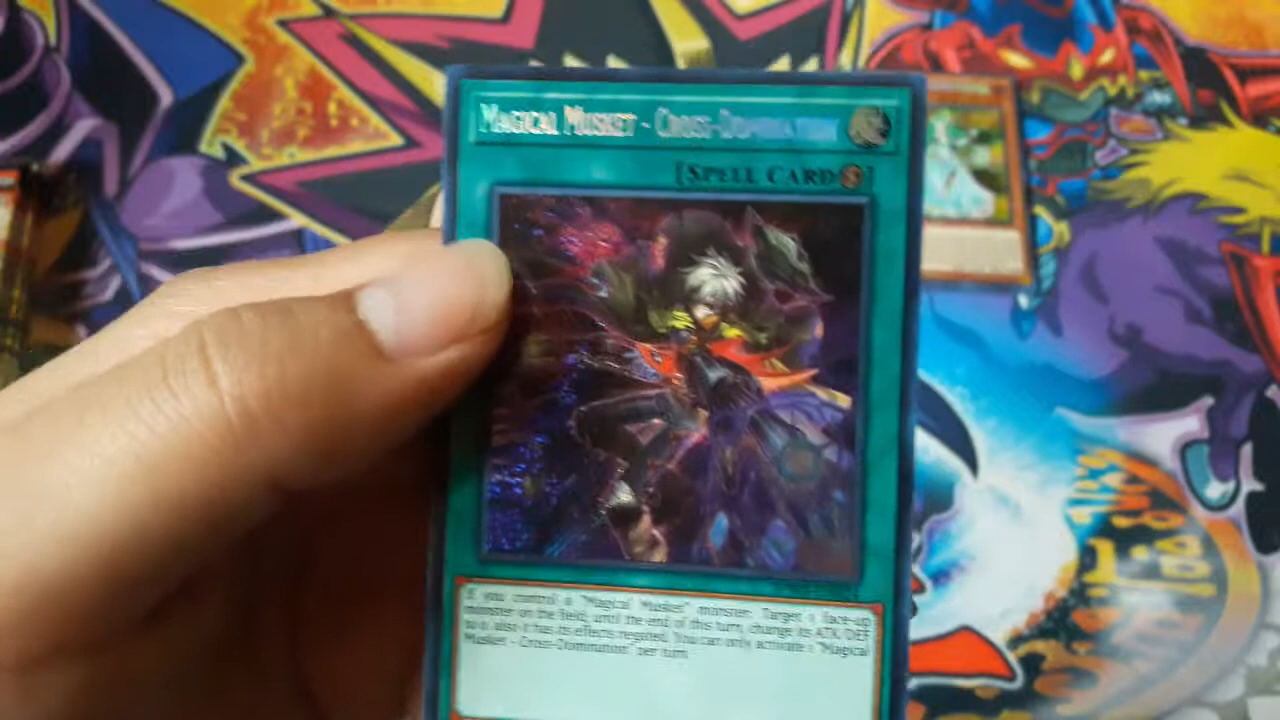 MAGICAL MUSKET - CROSS-DOMINATION
[SPELL CARD]
If you control a "Magical Musket" monster: Target 1 face-up
monster on the field; until the end of this turn, change its ATK/DEF
to 0, also it has its effects negated. You can only activate 1 "Magical
Musket - Cross-Domination" per turn.